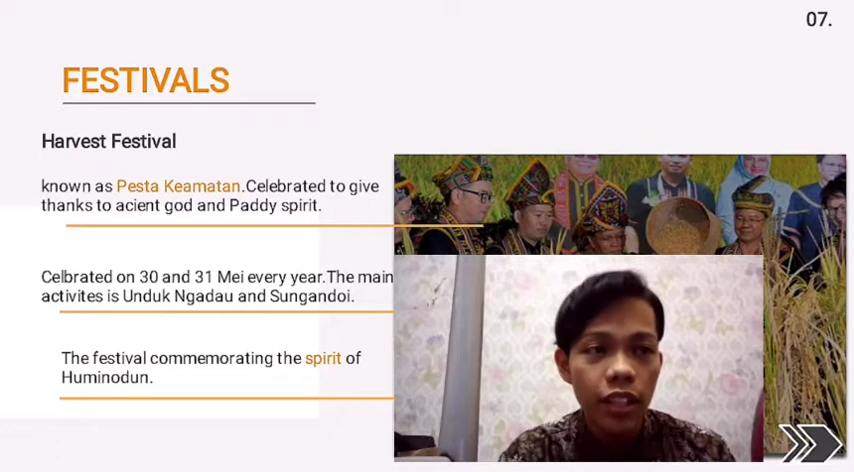 07.
FESTIVALS
Harvest Festival
known as Pesta Keamatan.Celebrated to give
thanks to acient god and Paddy spirit.
Celbrated on 30 and 31 Mei every year.The main
activites is Unduk Ngadau and Sungandoi.
The festival commemorating the spirit of
Huminodun.